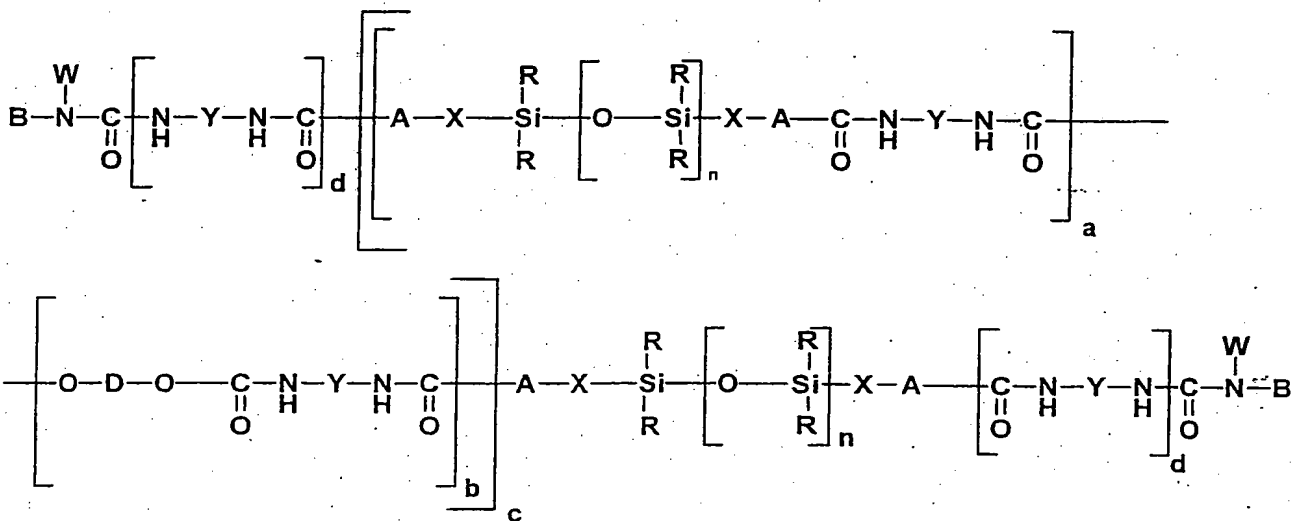 W R R
B—N—C—[N—Y—N—C]d—[[A—X—Si—[O—Si]n—X—A—C—N—Y—N—C]a—
O H H O R R O H H O
R R W
—[O—D—O—C—N—Y—N—C]b]c—A—X—Si—[O—Si]n—X—A—[C—N—Y—N]d—C—N—B
O H H O R R O H H O